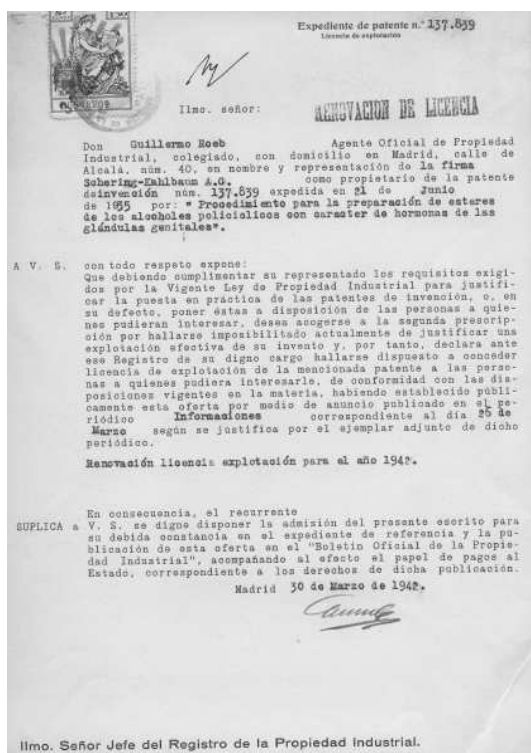 Expediente de patente n.º 137.839
Licencia de explotación
Ilmo. señor:
RENOVACION DE LICENCIA
Don Guillermo Roeb Agente Oficial de Propiedad
Industrial, colegiado, con domicilio en Madrid, calle de
Alcalá, núm. 40, en nombre y representación de la firma
Schering-Kahlbaum A.G. como propietario de la patente
deinvención núm. 137.839 expedida en 21 de Junio
de 1935 por: "Procedimiento para la preparación de esteres
de los alcoholes policíslicos con caracter de hormonas de las
glándulas genitales".
A V. S. con todo respeto expone:
Que debiendo cumplimentar su representado los requisitos exigi-
dos por la Vigente Ley de Propiedad Industrial para justifi-
car la puesta en práctica de las patentes de invención, o, en
su defecto, poner éstas a disposición de las personas a quie-
nes pudieran interesar, desea acogerse a la segunda prescrip-
ción por hallarse imposibilitado actualmente de justificar una
explotación efectiva de su invento y, por tanto, declara ante
ese Registro de su digno cargo hallarse dispuesto a conceder
licencia de explotación de la mencionada patente a las perso-
nas a quienes pudiera interesarle, de conformidad con las dis-
posiciones vigentes en la materia, habiendo establecido públi-
camente esta oferta por medio de anuncio publicado en el pe-
riódico Informaciones correspondiente al día 26 de
Marzo según se justifica por el ejemplar adjunto de dicho
periódico.
Renovación licencia explotación para el año 1942.
En consecuencia, el recurrente
SUPLICA a V. S. se digne disponer la admisión del presente escrito para
su debida constancia en el expediente de referencia y la pu-
blicación de esta oferta en el "Boletín Oficial de la Propie-
dad Industrial", acompañando al efecto el papel de pagos al
Estado, correspondiente a los derechos de dicha publicación.
Madrid 30 de Marzo de 1942.
Ilmo. Señor Jefe del Registro de la Propiedad Industrial.